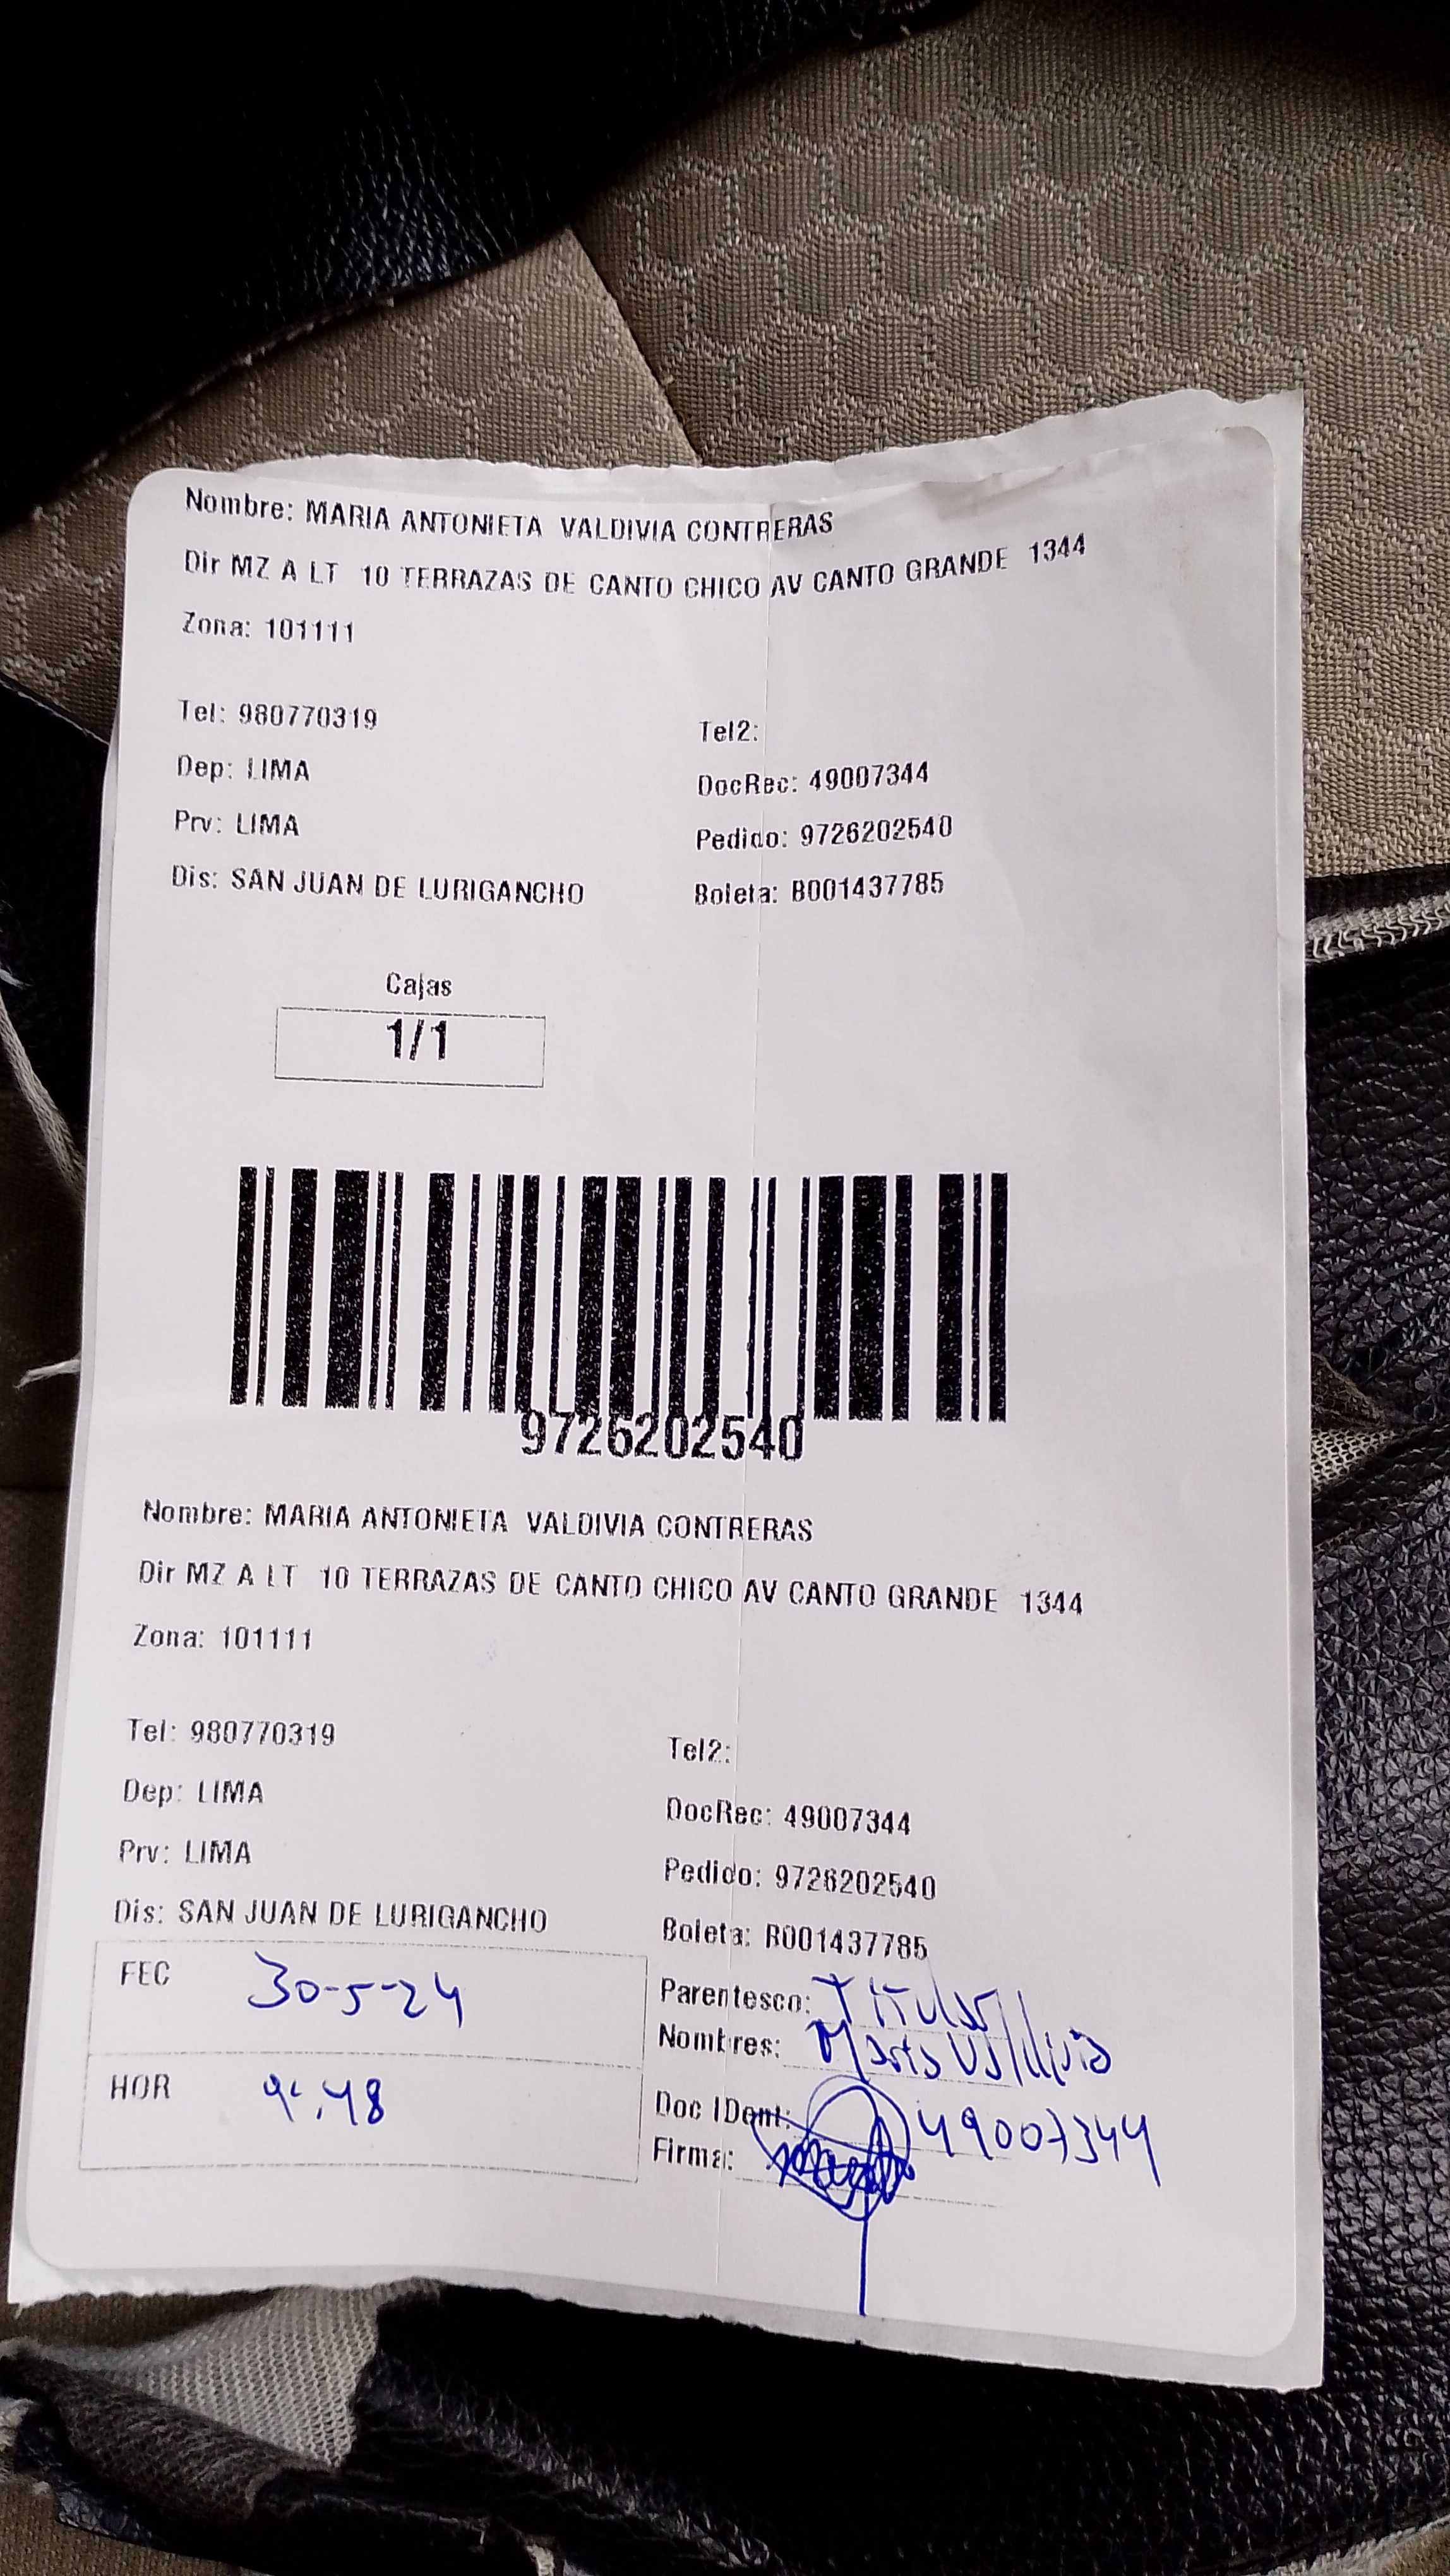 Nombre: MARIA ANTONIETA VALDIVIA CONTRERAS
Dir MZ A LT 10 TERRAZAS DE CANTO CHICO AV CANTO GRANDE 1344
Zona: 101111
Tel: 980770319 Tel2:
Dep: LIMA DocRec: 49007344
Prv: LIMA Pedido: 9726202540
Dis: SAN JUAN DE LURIGANCHO Boleta: B001437785
Cajas
1/1
9726202540
Nombre: MARIA ANTONIETA VALDIVIA CONTRERAS
Dir MZ A LT 10 TERRAZAS DE CANTO CHICO AV CANTO GRANDE 1344
Zona: 101111
Tel: 980770319 Tel2:
Dep: LIMA DocRec: 49007344
Prv: LIMA Pedido: 9726202540
Dis: SAN JUAN DE LURIGANCHO Boleta: B001437785
FEC 30-5-24
Parentesco: Titular
Nombres: Valdivia
HOR 9:48
Doc IDent: 49007344
Firma: